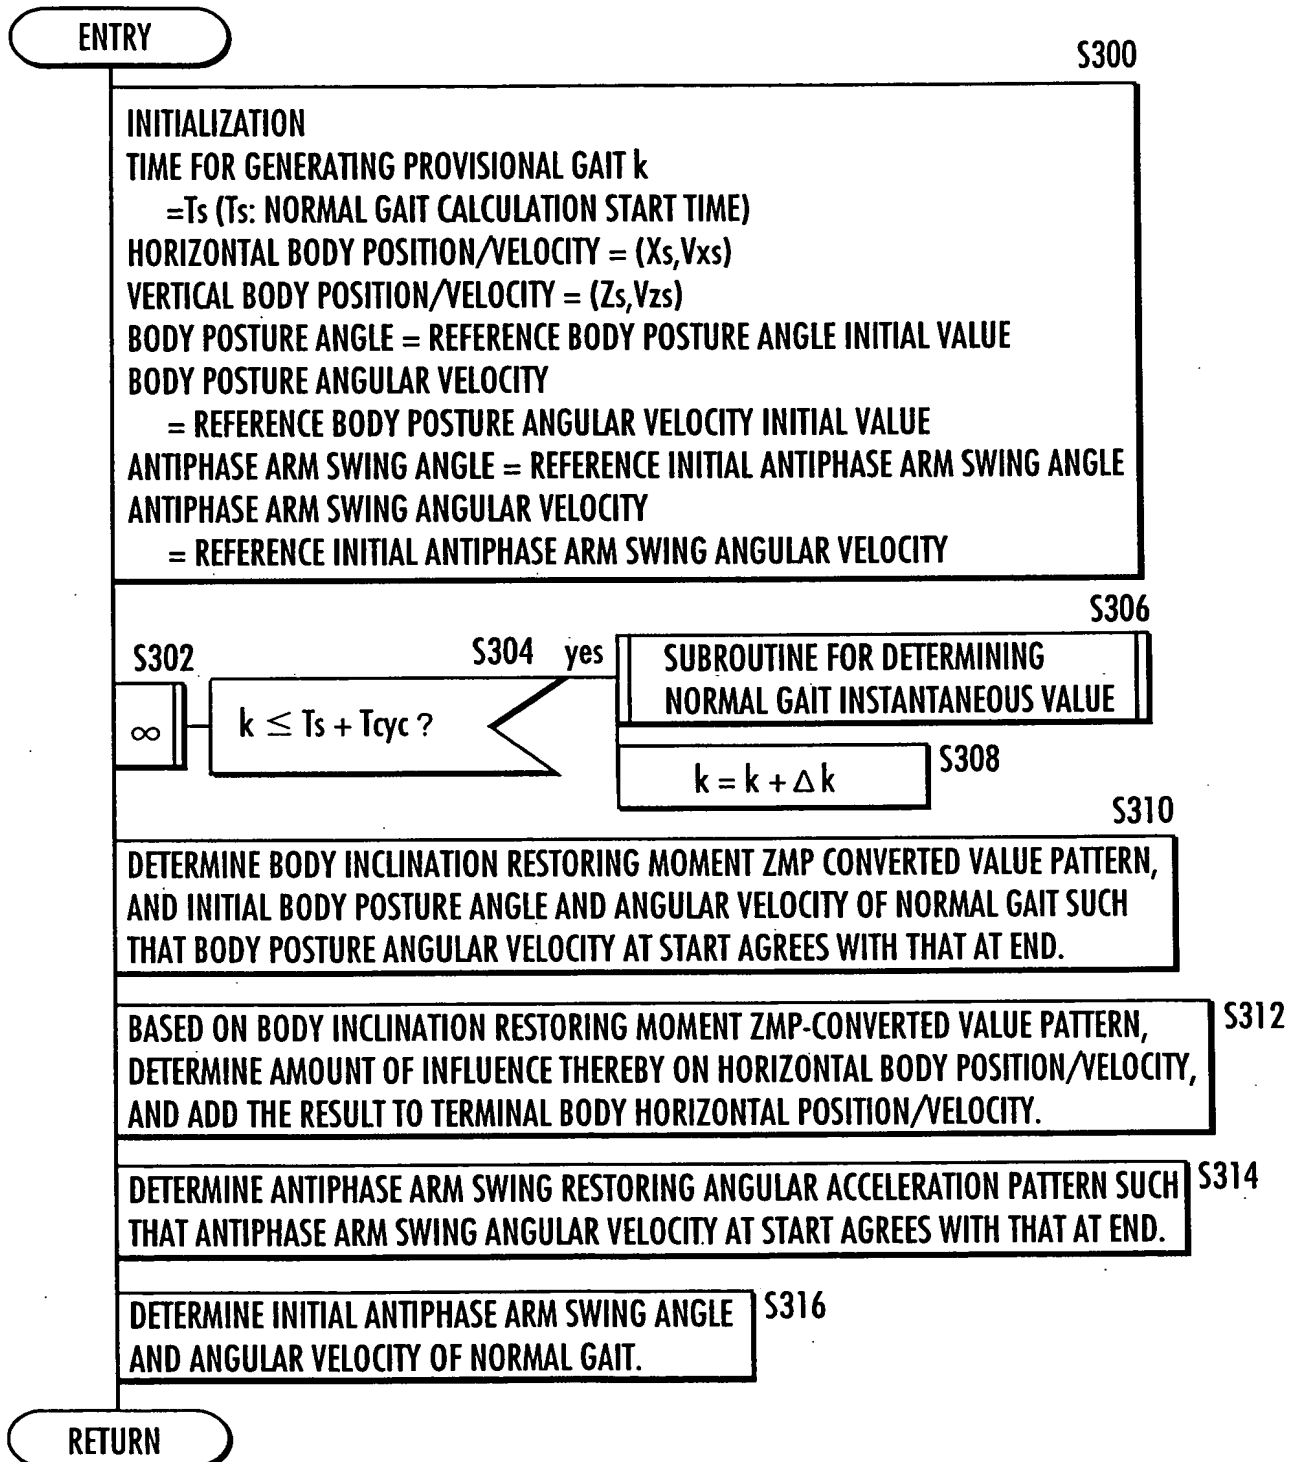 ENTRY
S300
INITIALIZATION
TIME FOR GENERATING PROVISIONAL GAIT k
=Ts (Ts: NORMAL GAIT CALCULATION START TIME)
HORIZONTAL BODY POSITION/VELOCITY = (Xs,Vxs)
VERTICAL BODY POSITION/VELOCITY = (Zs,Vzs)
BODY POSTURE ANGLE = REFERENCE BODY POSTURE ANGLE INITIAL VALUE
BODY POSTURE ANGULAR VELOCITY
= REFERENCE BODY POSTURE ANGULAR VELOCITY INITIAL VALUE
ANTIPHASE ARM SWING ANGLE = REFERENCE INITIAL ANTIPHASE ARM SWING ANGLE
ANTIPHASE ARM SWING ANGULAR VELOCITY
= REFERENCE INITIAL ANTIPHASE ARM SWING ANGULAR VELOCITY
S302
∞
S304 yes
k ≤ Ts + Tcyc ?
S306
SUBROUTINE FOR DETERMINING
NORMAL GAIT INSTANTANEOUS VALUE
k = k + Δ k
S308
S310
DETERMINE BODY INCLINATION RESTORING MOMENT ZMP CONVERTED VALUE PATTERN,
AND INITIAL BODY POSTURE ANGLE AND ANGULAR VELOCITY OF NORMAL GAIT SUCH
THAT BODY POSTURE ANGULAR VELOCITY AT START AGREES WITH THAT AT END.
S312
BASED ON BODY INCLINATION RESTORING MOMENT ZMP-CONVERTED VALUE PATTERN,
DETERMINE AMOUNT OF INFLUENCE THEREBY ON HORIZONTAL BODY POSITION/VELOCITY,
AND ADD THE RESULT TO TERMINAL BODY HORIZONTAL POSITION/VELOCITY.
S314
DETERMINE ANTIPHASE ARM SWING RESTORING ANGULAR ACCELERATION PATTERN SUCH
THAT ANTIPHASE ARM SWING ANGULAR VELOCITY AT START AGREES WITH THAT AT END.
S316
DETERMINE INITIAL ANTIPHASE ARM SWING ANGLE
AND ANGULAR VELOCITY OF NORMAL GAIT.
RETURN